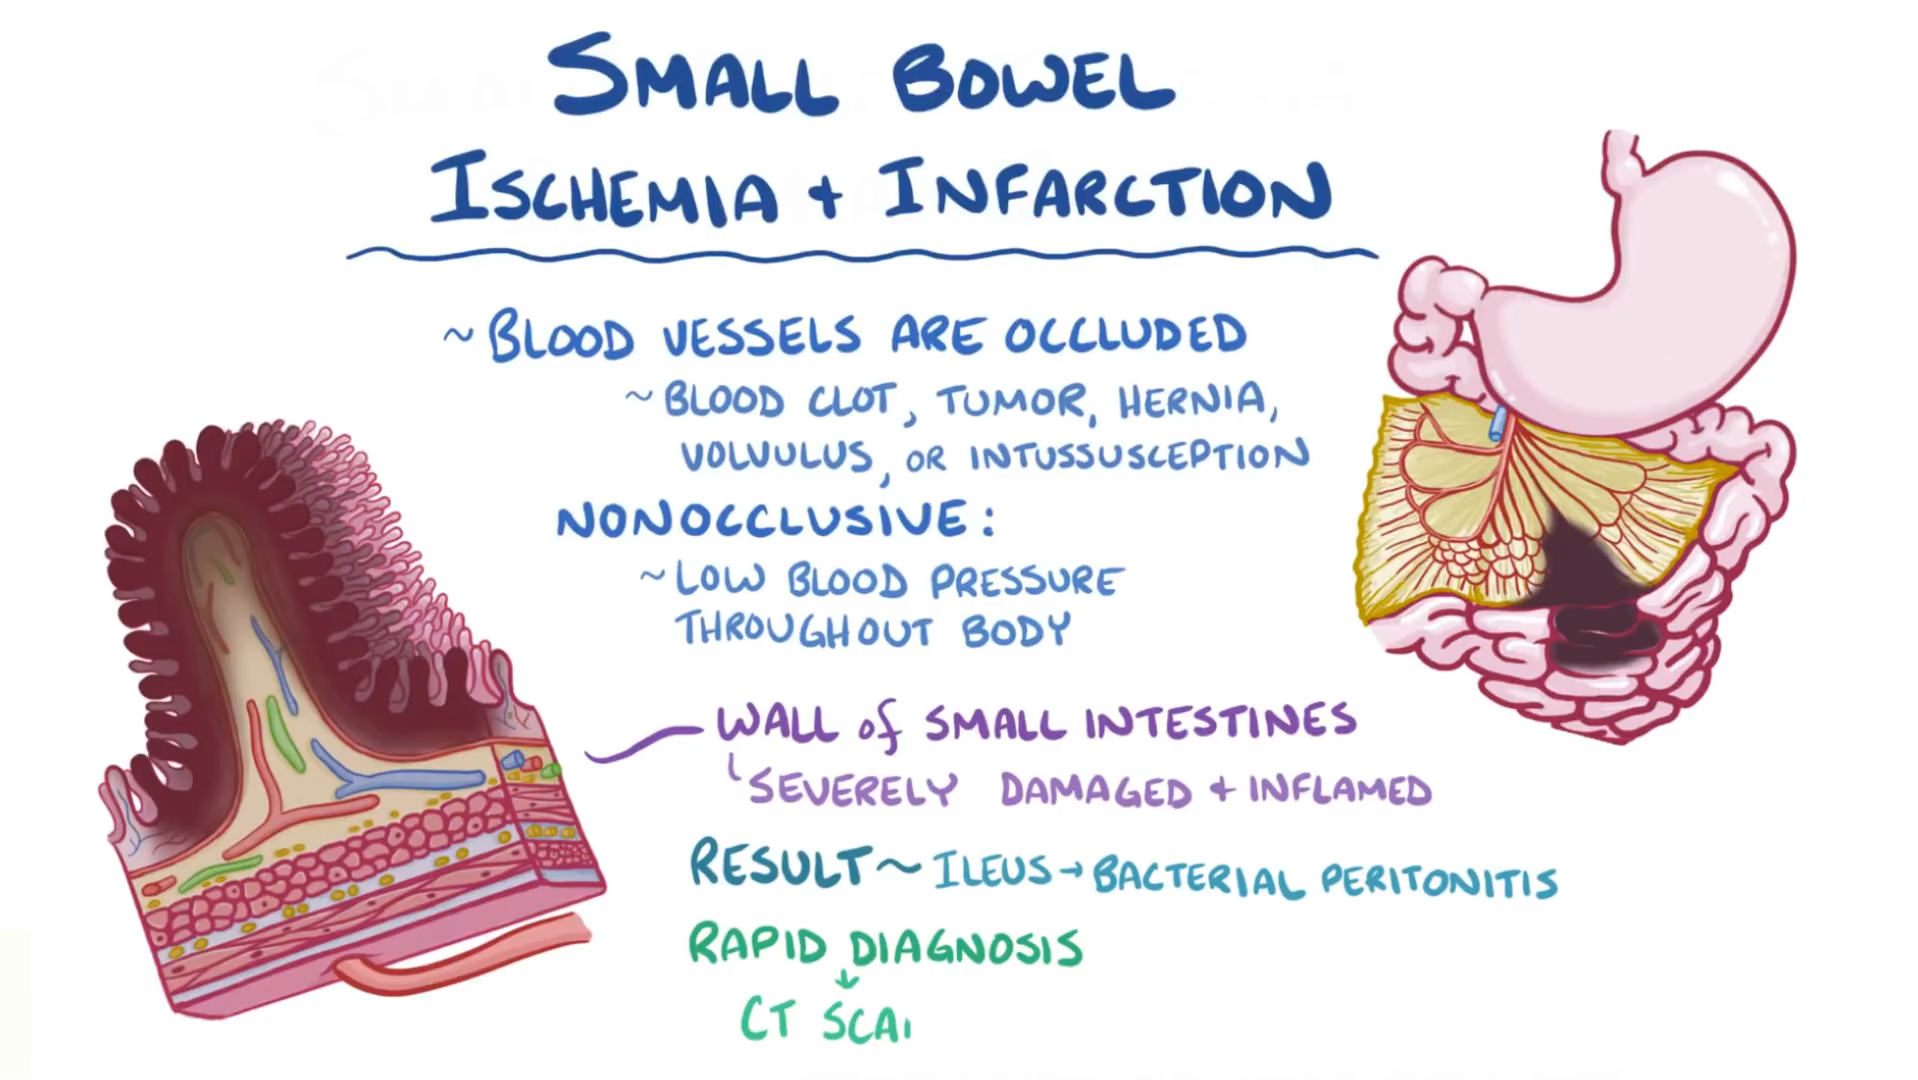 SMALL BOWEL
ISCHEMIA + INFARCTION
~ BLOOD VESSELS ARE OCCLUDED
~ BLOOD CLOT, TUMOR, HERNIA,
VOLVULUS, OR INTUSSUSCEPTION
NONOCCLUSIVE:
~ LOW BLOOD PRESSURE
THROUGHOUT BODY
WALL of SMALL INTESTINES
SEVERELY DAMAGED + INFLAMED
RESULT ~ ILEUS → BACTERIAL PERITONITIS
RAPID DIAGNOSIS
↓
CT